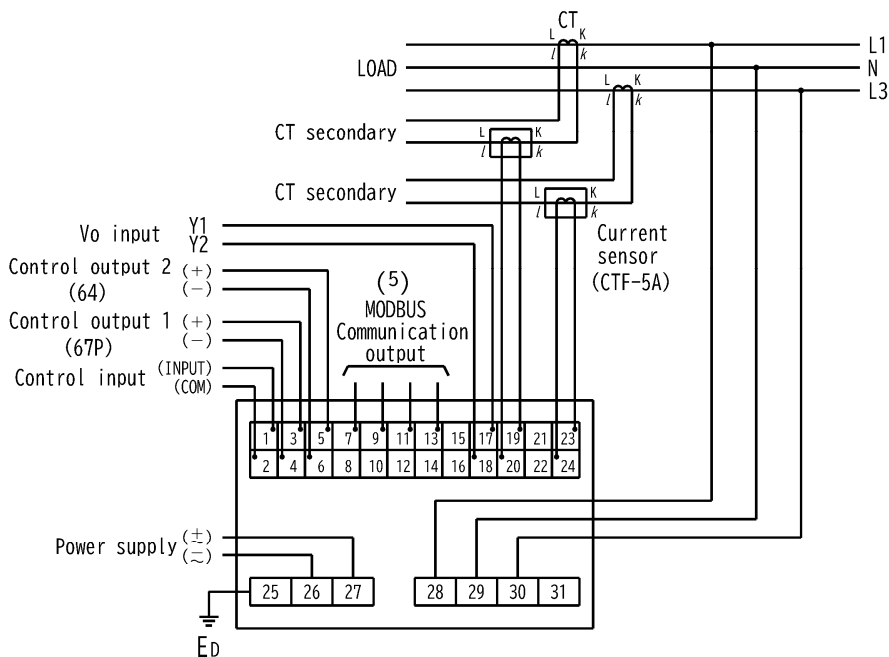 CT
L K
L1
l k
LOAD
N
L K
L3
l k
CT secondary
L K
l k
CT secondary
L K
l k
Current
sensor
(CTF-5A)
Vo input
Y1
Y2
Control output 2 (+)
(64) (−)
Control output 1 (+)
(67P) (−)
Control input (INPUT)
(COM)
(5)
MODBUS
Communication
output
1 3 5 7 9 11 13 15 17 19 21 23
2 4 6 8 10 12 14 16 18 20 22 24
Power supply (±)
(≂)
25 26 27
28 29 30 31
ED